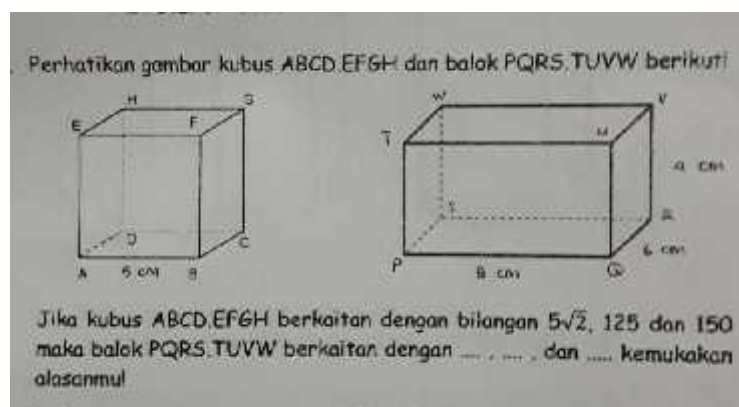 . Perhatikan gambar kubus ABCD.EFGH dan balok PQRS.TUVW berikut!
H G W V
E F T U
4 cm
D S R
C 6 cm
A 5 cm B P 8 cm Q
Jika kubus ABCD.EFGH berkaitan dengan bilangan 5√2, 125 dan 150
maka balok PQRS.TUVW berkaitan dengan .... , .... , dan ..... kemukakan
alasanmu!